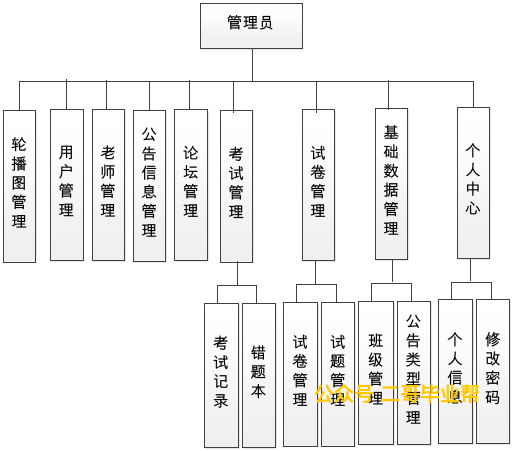 管理员
轮播图管理
用户管理
老师管理
公告信息管理
论坛管理
考试管理
试卷管理
基础数据管理
个人中心
考试记录
错题本
试卷管理
试题管理
班级管理
公告类型管理
个人信息
修改密码
公众号:二哥毕业帮